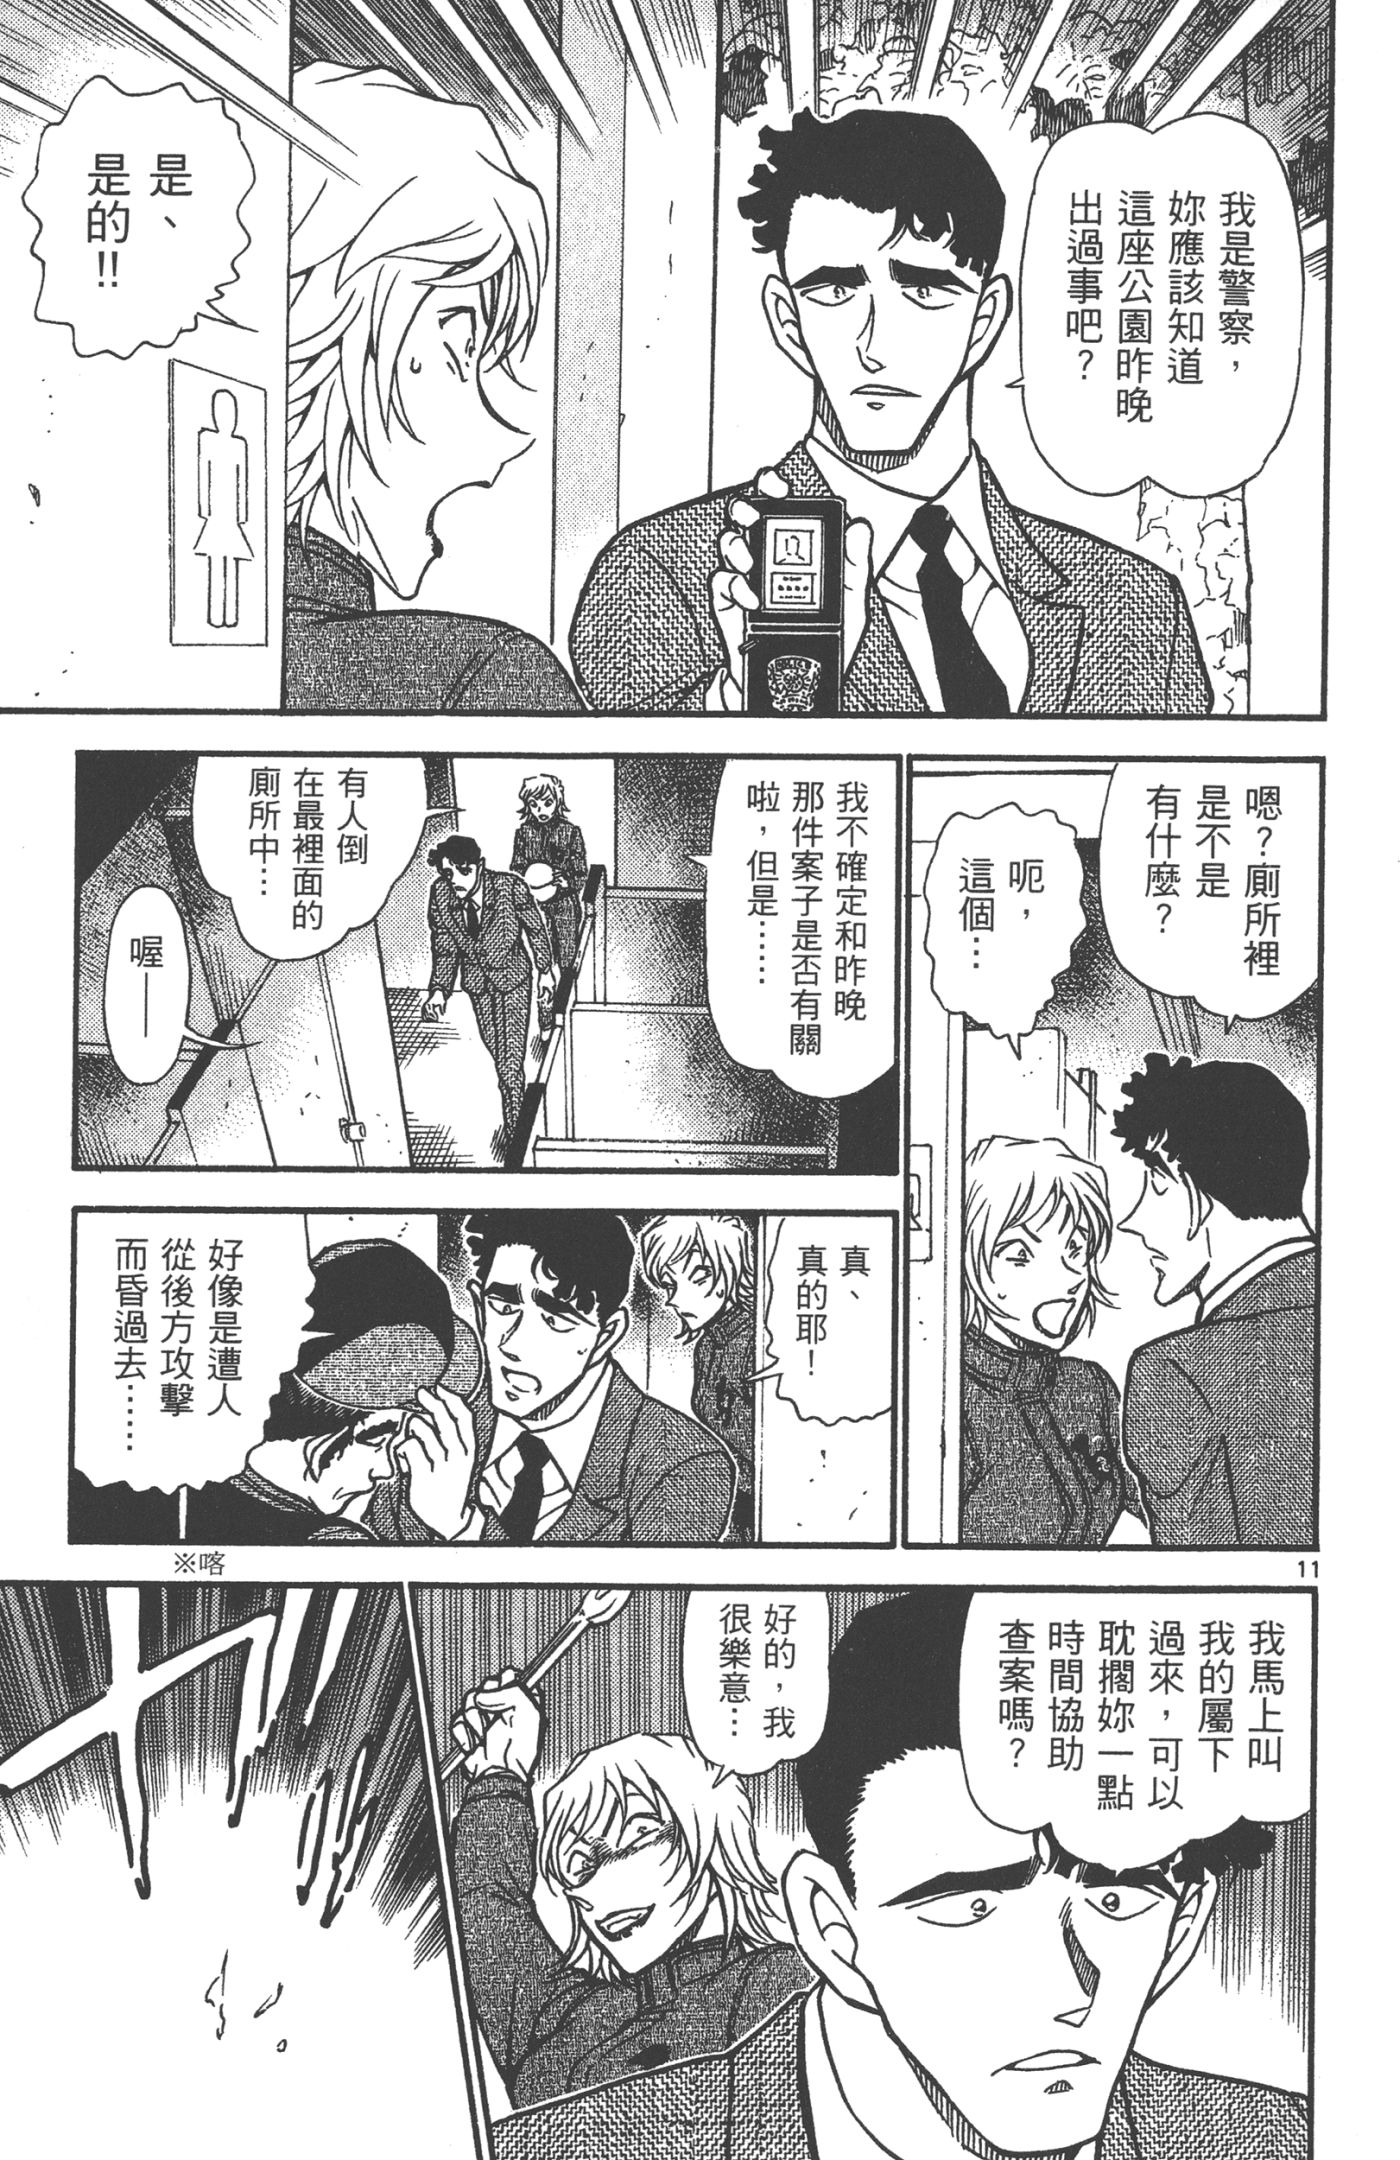 我是警察，
妳應該知道
這座公園昨晚
出過事吧？
是、
是的!!
嗯？廁所裡
是不是
有什麼？
呃，
這個…
我不確定和昨晚
那件案子是否有關
啦，但是……
有人倒
在最裡面的
廁所中…
喔——
真、
真的耶！
好像是遭人
從後方攻擊
而昏過去……
※喀
11
我馬上叫
我的屬下
過來，可以
耽擱妳一點
時間協助
查案嗎？
好的，我
很樂意…